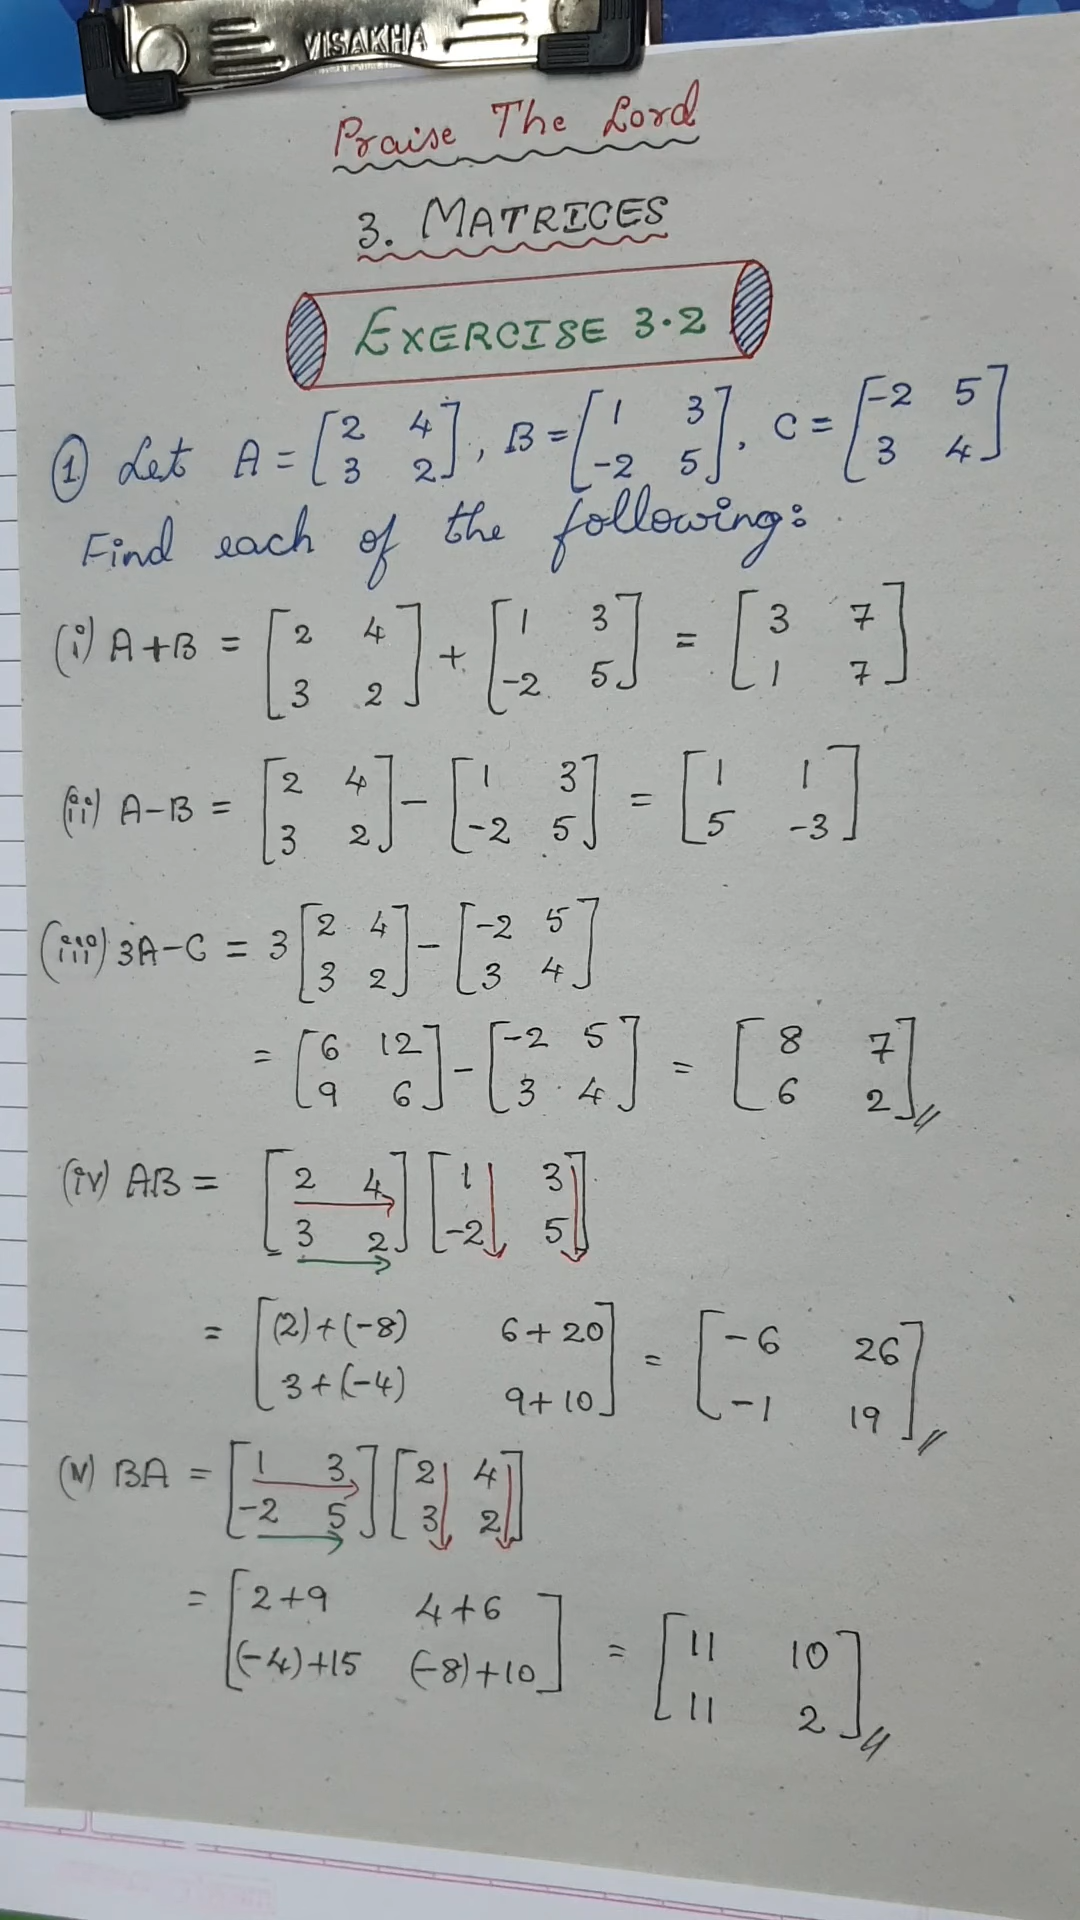 VISAKHA
Praise The Lord
3. MATRICES
EXERCISE 3.2
① Let A = [2 4; 3 2], B = [1 3; -2 5], C = [-2 5; 3 4]
Find each of the following:
(i) A+B = [2 4; 3 2] + [1 3; -2 5] = [3 7; 1 7]
(ii) A-B = [2 4; 3 2] - [1 3; -2 5] = [1 1; 5 -3]
(iii) 3A-C = 3[2 4; 3 2] - [-2 5; 3 4]
= [6 12; 9 6] - [-2 5; 3 4] = [8 7; 6 2]
(iv) AB = [2 4; 3 2] [1 3; -2 5]
= [(2)+(-8) 6+20; 3+(-4) 9+10] = [-6 26; -1 19]
(v) BA = [1 3; -2 5] [2 4; 3 2]
= [2+9 4+6; (-4)+15 (-8)+10] = [11 10; 11 2]